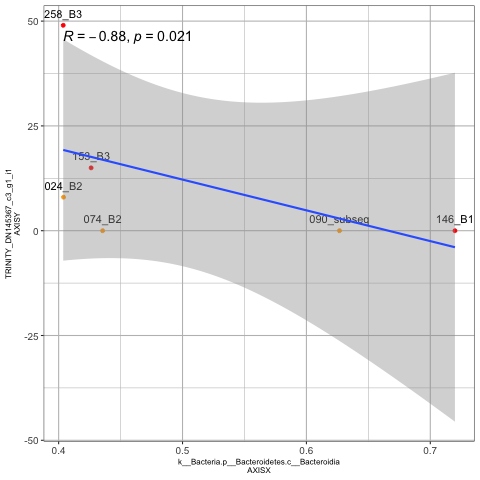 258_B3
R = −0.88, p = 0.021
153_B3
024_B2
074_B2
090_subseq
146_B1
50
25
0
-25
-50
0.4
0.5
0.6
0.7
TRINITY_DN145367_c3_g1_i1
AXISY
k__Bacteria.p__Bacteroidetes.c__Bacteroidia
AXISX